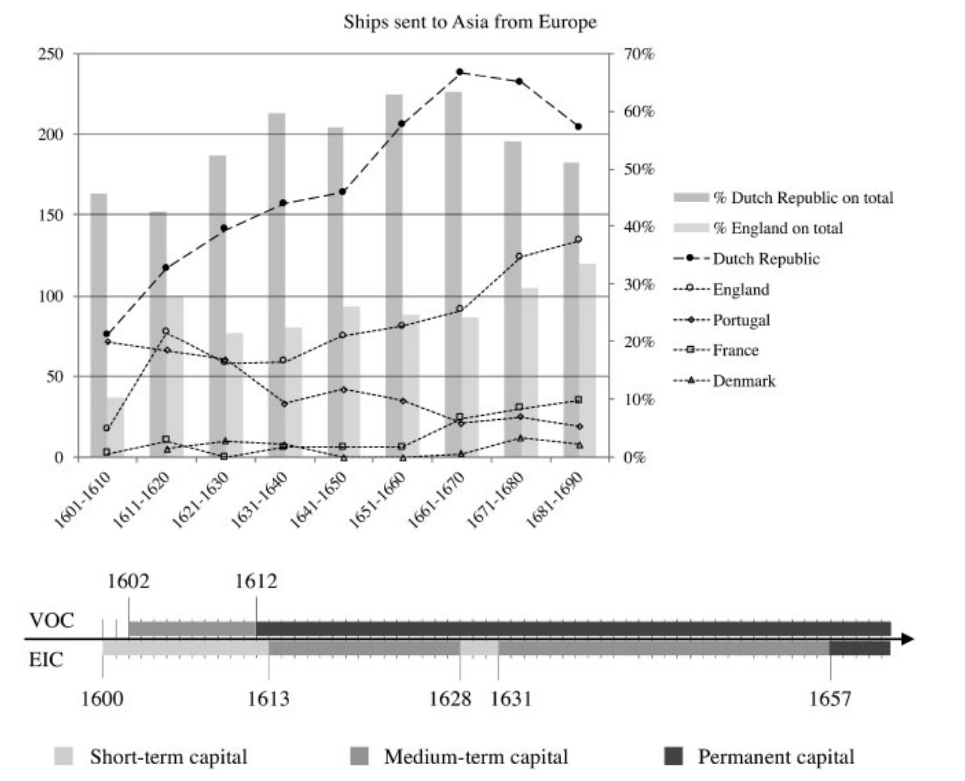 Ships sent to Asia from Europe
250
200
150
100
50
0
70%
60%
50%
40%
30%
20%
10%
0%
1601-1610
1611-1620
1621-1630
1631-1640
1641-1650
1651-1660
1661-1670
1671-1680
1681-1690
% Dutch Republic on total
% England on total
Dutch Republic
England
Portugal
France
Denmark
1602 1612
VOC
EIC
1600 1613 1628 1631 1657
Short-term capital Medium-term capital Permanent capital